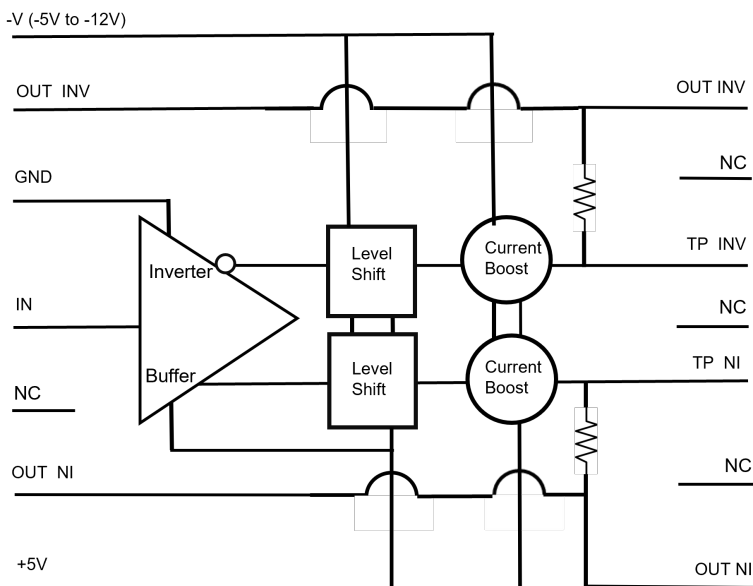 -V (-5V to -12V)
OUT INV
OUT INV
NC
GND
TP INV
Inverter
Level
Shift
Current
Boost
IN
NC
TP NI
Buffer
Level
Shift
Current
Boost
NC
OUT NI
NC
+5V
OUT NI